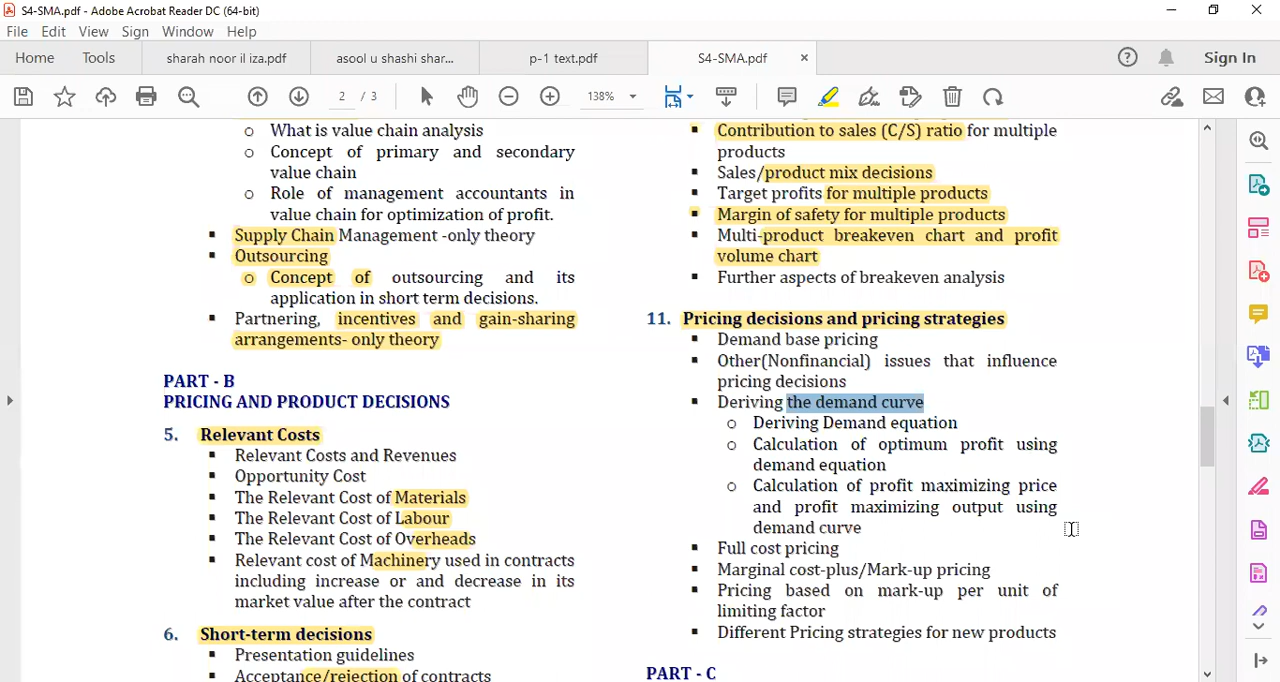 S4-SMA.pdf - Adobe Acrobat Reader DC (64-bit)
File Edit View Sign Window Help
Home Tools sharah noor il iza.pdf asool u shashi shar... p-1 text.pdf S4-SMA.pdf × Sign In
2 / 3 138%
o What is value chain analysis
o Concept of primary and secondary
value chain
o Role of management accountants in
value chain for optimization of profit.
▪ Supply Chain Management -only theory
▪ Outsourcing
o Concept of outsourcing and its
application in short term decisions.
▪ Partnering, incentives and gain-sharing
arrangements- only theory
PART - B
PRICING AND PRODUCT DECISIONS
5. Relevant Costs
▪ Relevant Costs and Revenues
▪ Opportunity Cost
▪ The Relevant Cost of Materials
▪ The Relevant Cost of Labour
▪ The Relevant Cost of Overheads
▪ Relevant cost of Machinery used in contracts
including increase or and decrease in its
market value after the contract
6. Short-term decisions
▪ Presentation guidelines
▪ Acceptance/rejection of contracts
▪ Contribution to sales (C/S) ratio for multiple
products
▪ Sales/product mix decisions
▪ Target profits for multiple products
▪ Margin of safety for multiple products
▪ Multi-product breakeven chart and profit
volume chart
▪ Further aspects of breakeven analysis
11. Pricing decisions and pricing strategies
▪ Demand base pricing
▪ Other(Nonfinancial) issues that influence
pricing decisions
▪ Deriving the demand curve
o Deriving Demand equation
o Calculation of optimum profit using
demand equation
o Calculation of profit maximizing price
and profit maximizing output using
demand curve
▪ Full cost pricing
▪ Marginal cost-plus/Mark-up pricing
▪ Pricing based on mark-up per unit of
limiting factor
▪ Different Pricing strategies for new products
PART - C